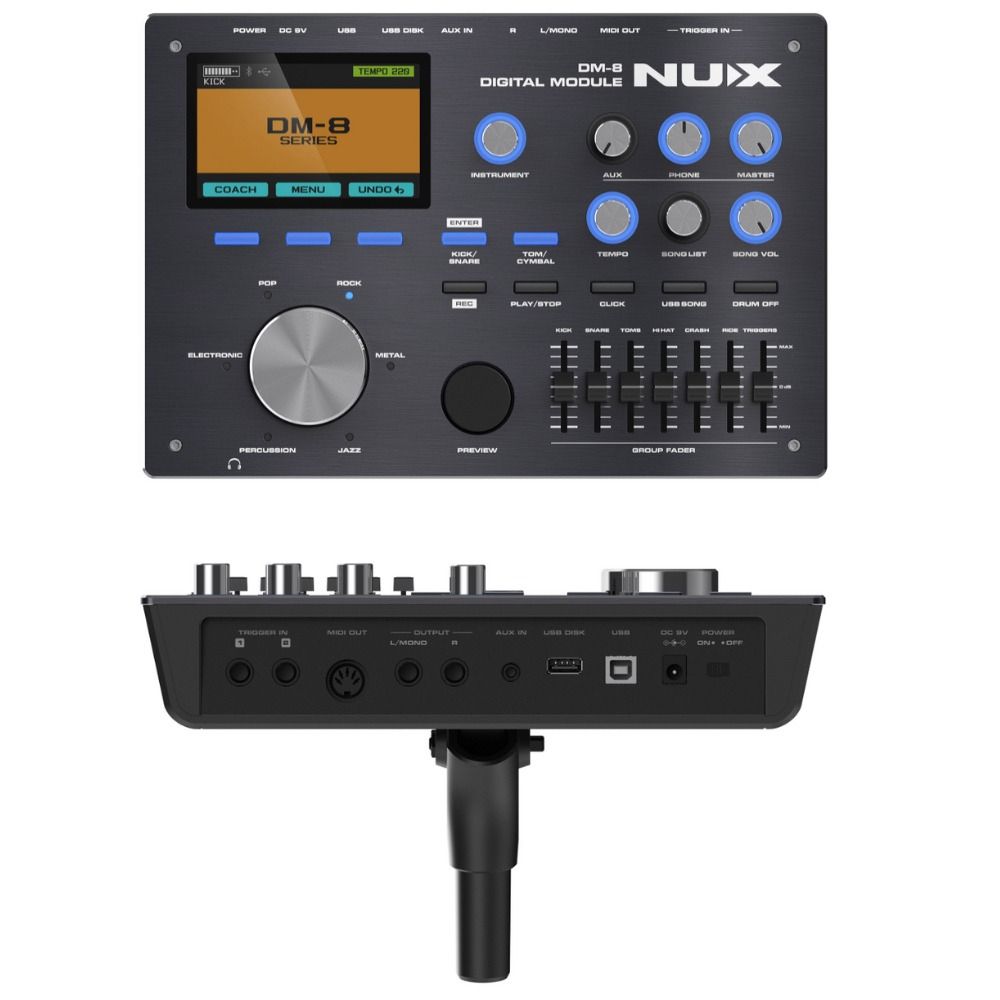 POWER DC 9V USB USB DISK AUX IN R L/MONO MIDI OUT TRIGGER IN
KICK
TEMPO 220
DM-8
SERIES
COACH MENU UNDO
DM-8
DIGITAL MODULE
NUX
INSTRUMENT
AUX PHONE MASTER
TEMPO SONG LIST SONG VOL
ENTER
KICK/
SNARE
TOM/
CYMBAL
REC PLAY/STOP CLICK USB SONG DRUM OFF
POP ROCK
ELECTRONIC METAL
PERCUSSION JAZZ
PREVIEW
KICK SNARE TOMS HI HAT CRASH RIDE TRIGGERS
MAX
0 dB
MIN
GROUP FADER
TRIGGER IN MIDI OUT OUTPUT AUX IN USB DISK USB DC 9V POWER
1 2 L/MONO R ON OFF